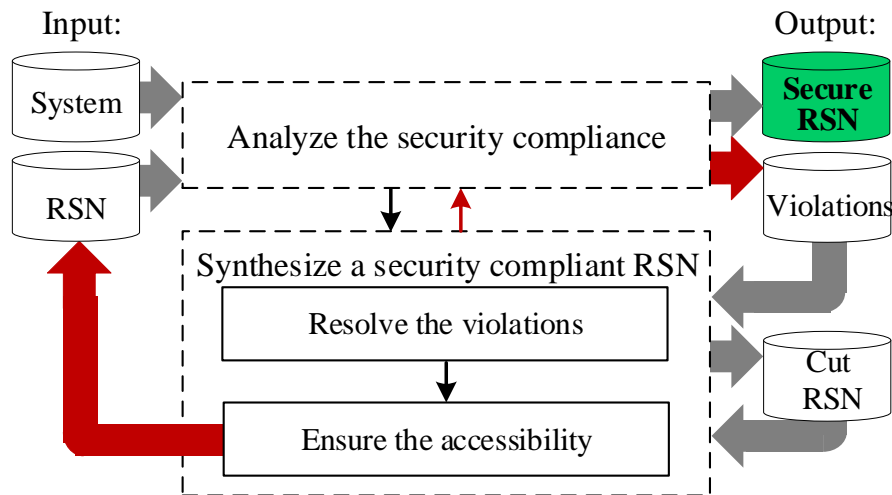 Input:
Output:
System
Analyze the security compliance
Secure
RSN
RSN
Violations
Synthesize a security compliant RSN
Resolve the violations
Cut
RSN
Ensure the accessibility